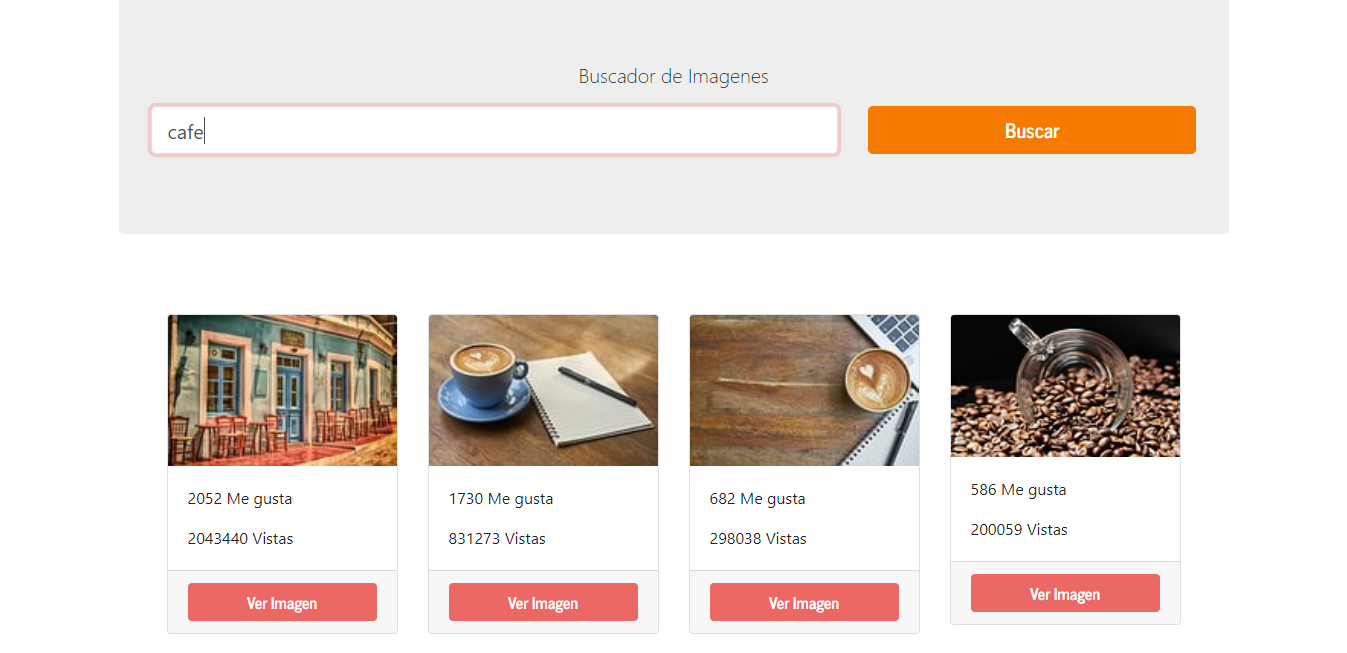 Buscador de Imagenes
cafe
Buscar
2052 Me gusta
2043440 Vistas
Ver Imagen
1730 Me gusta
831273 Vistas
Ver Imagen
682 Me gusta
298038 Vistas
Ver Imagen
586 Me gusta
200059 Vistas
Ver Imagen